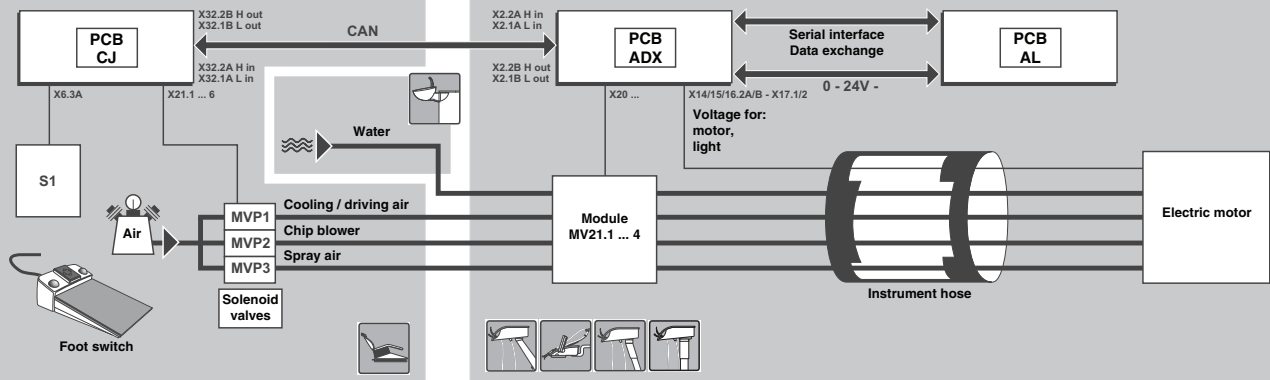 X32.2B H out
X32.1B L out
PCB
CJ
CAN
X32.2A H in
X32.1A L in
X2.2A H in
X2.1A L in
X2.2B H out
X2.1B L out
PCB
ADX
Serial interface
Data exchange
0 - 24V -
PCB
AL
X6.3A
X21.1 ... 6
X20 ...
X14/15/16.2A/B - X17.1/2
Voltage for:
motor,
light
Water
S1
Air
MVP1
MVP2
MVP3
Cooling / driving air
Chip blower
Spray air
Solenoid
valves
Module
MV21.1 ... 4
Instrument hose
Electric motor
Foot switch